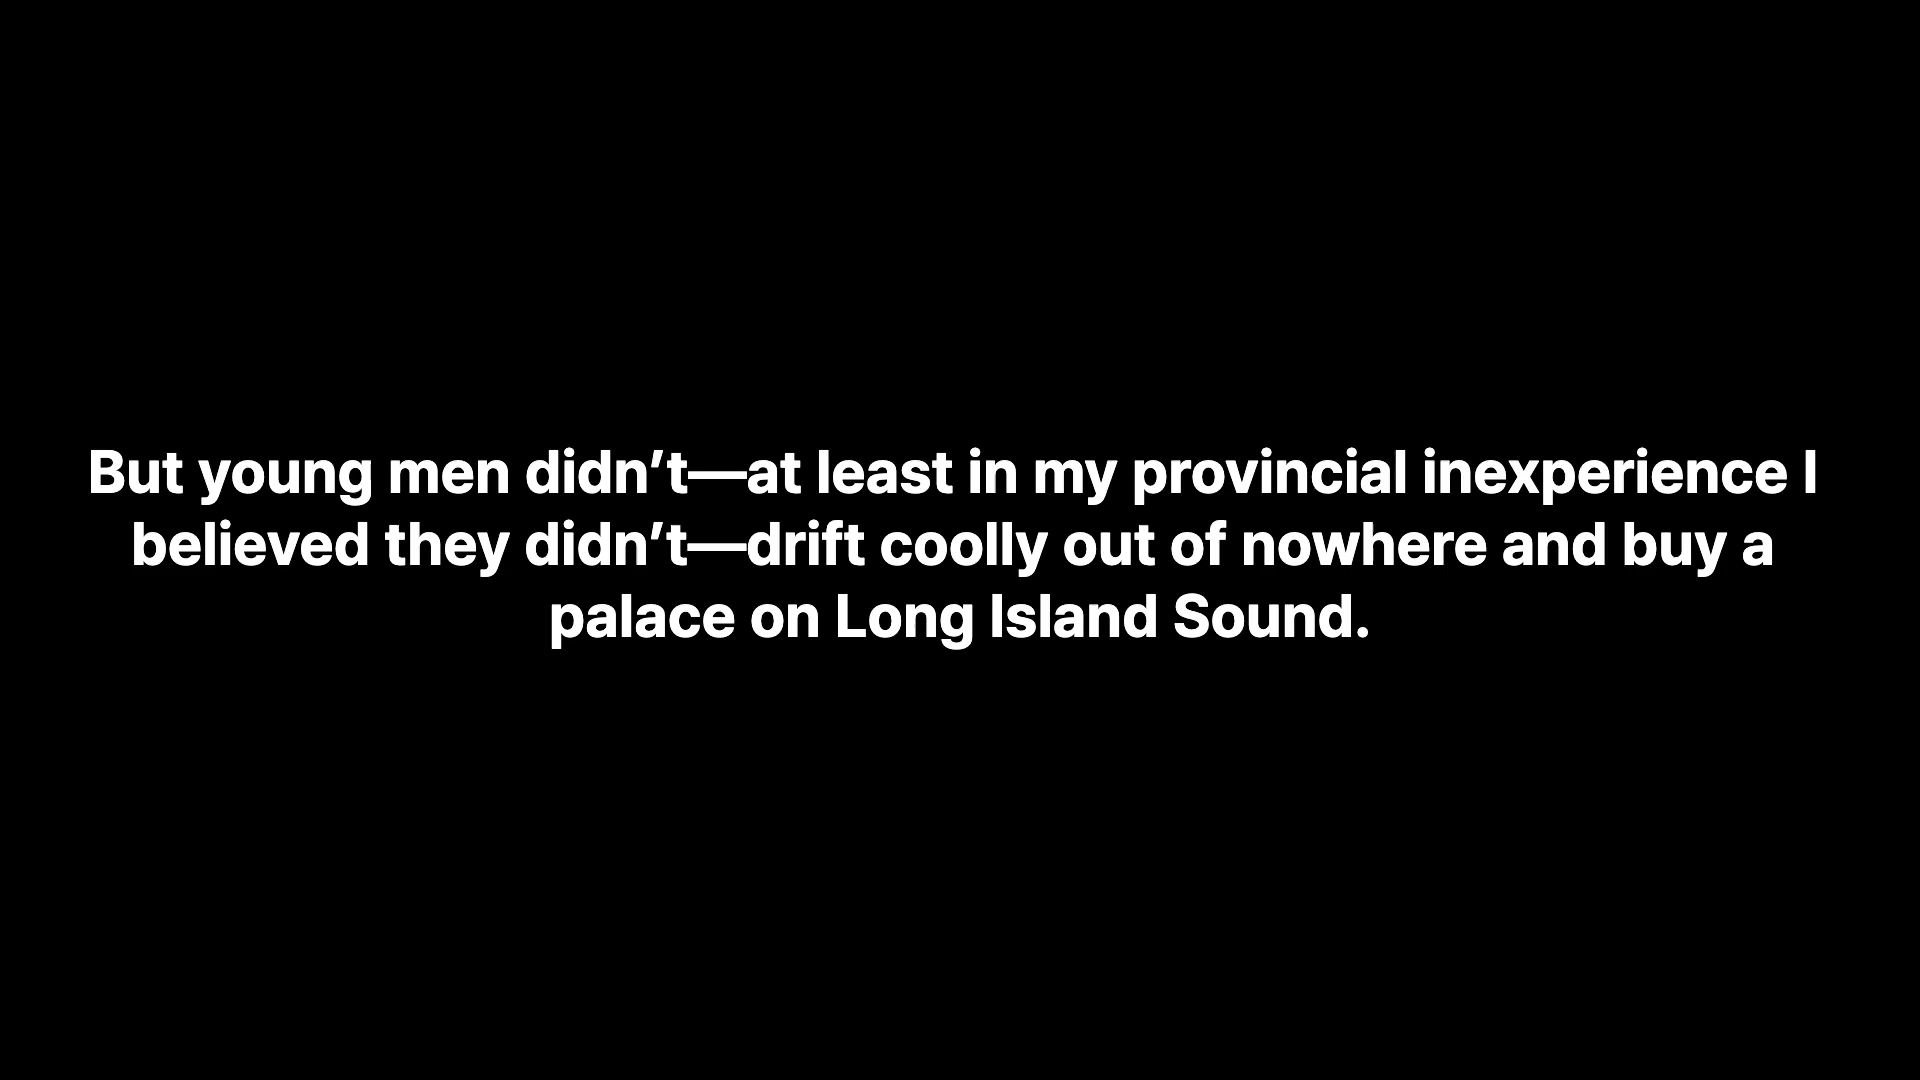 But young men didn’t—at least in my provincial inexperience I
believed they didn’t—drift coolly out of nowhere and buy a
palace on Long Island Sound.